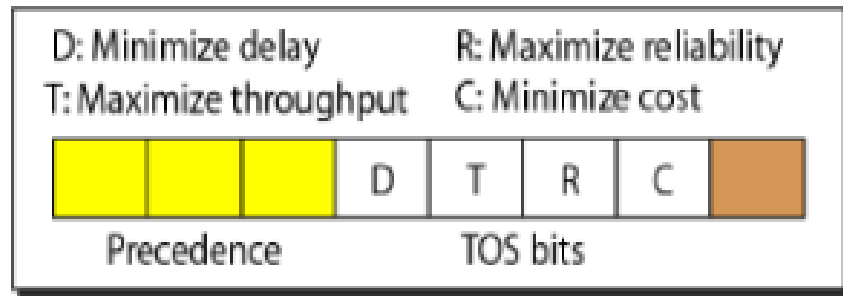 D: Minimize delay R: Maximize reliability
T: Maximize throughput C: Minimize cost
D T R C
Precedence TOS bits